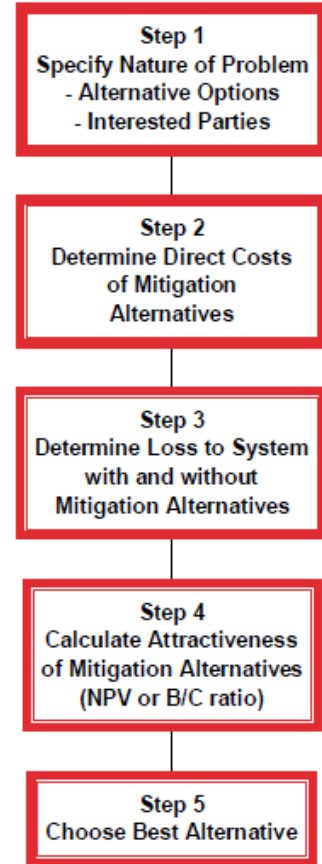 Step 1
Specify Nature of Problem
- Alternative Options
- Interested Parties
Step 2
Determine Direct Costs
of Mitigation
Alternatives
Step 3
Determine Loss to System
with and without
Mitigation Alternatives
Step 4
Calculate Attractiveness
of Mitigation Alternatives
(NPV or B/C ratio)
Step 5
Choose Best Alternative